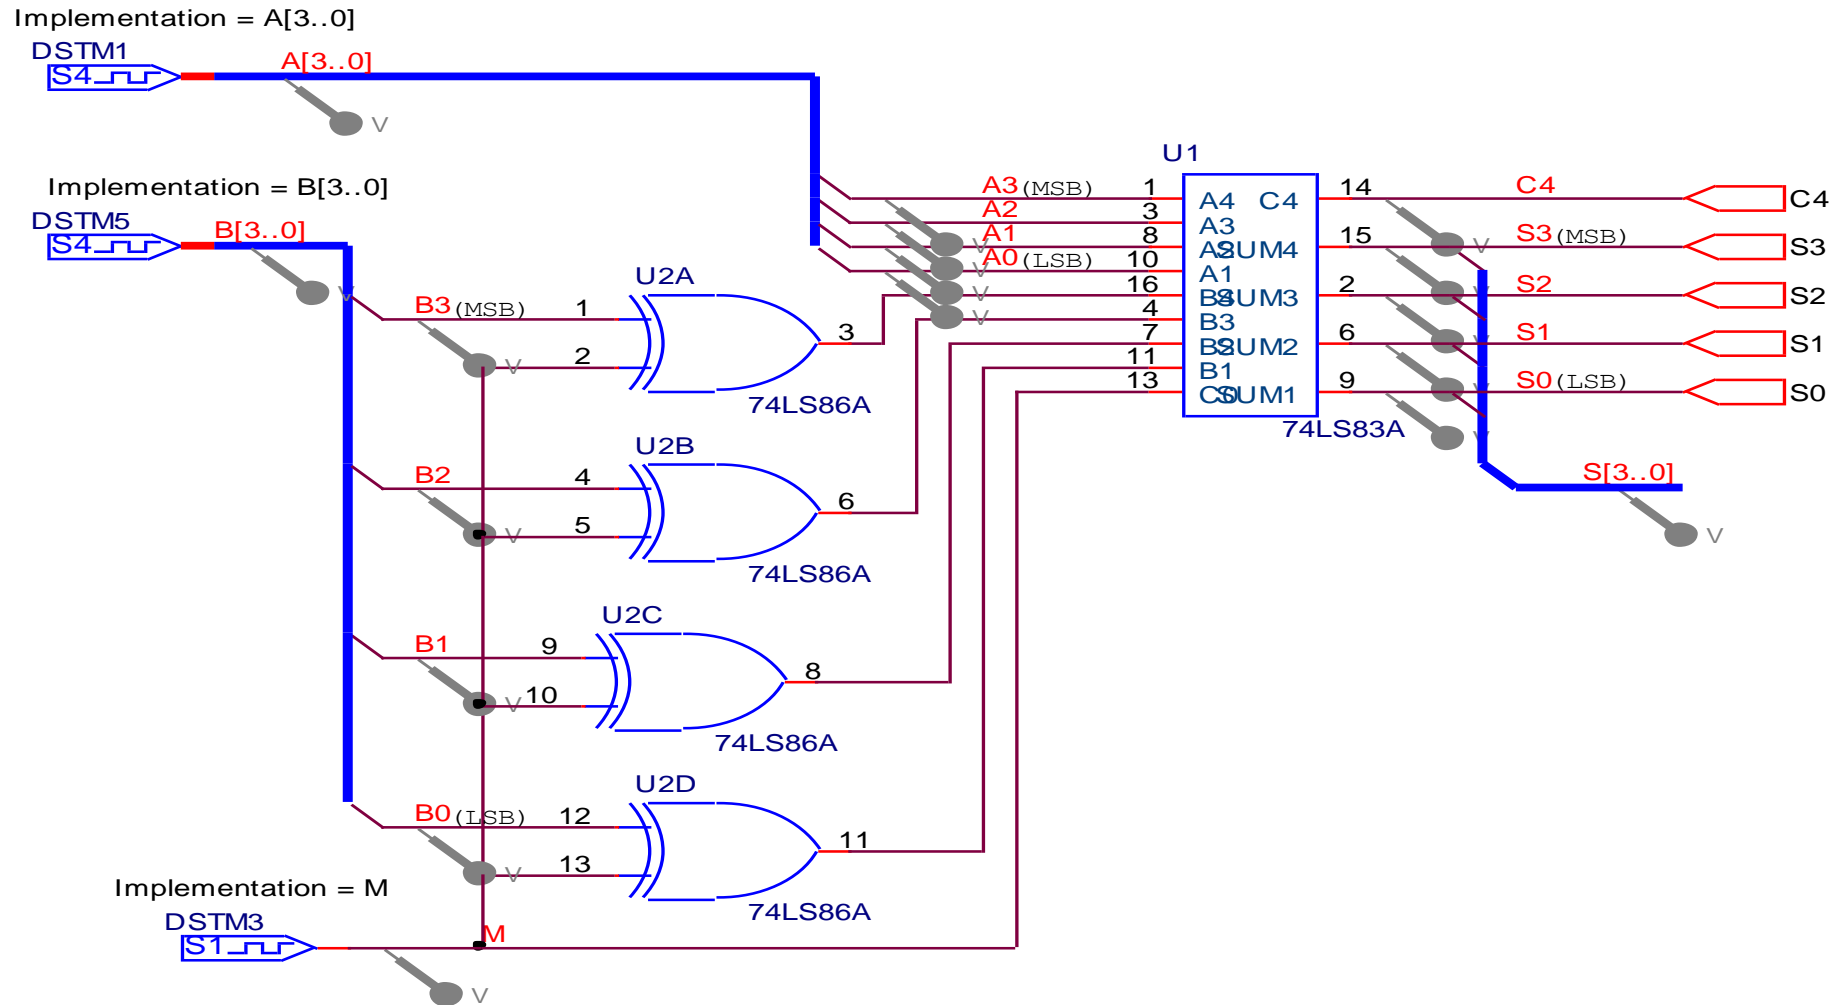 Implementation = A[3..0]
DSTM1
S4
A[3..0]
V
Implementation = B[3..0]
DSTM5
S4
B[3..0]
V
U1
A3(MSB) 1 A4 C4 14 C4 C4
A2 3 A3
V
A1 8 A2 SUM4 15 V S3(MSB) S3
V
A0(LSB) 10 A1
V
16 B4 SUM3 2 V S2 S2
V
4 B3
7 B2 SUM2 6 V S1 S1
11 B1
13 C0 SUM1 9 V S0(LSB) S0
74LS83A
V
S[3..0]
V
U2A
B3(MSB) 1
3
V 2
74LS86A
U2B
B2 4
6
V 5
74LS86A
U2C
B1 9
8
V 10
74LS86A
U2D
B0(LSB) 12
11
V 13
74LS86A
Implementation = M
DSTM3
S1
M
V